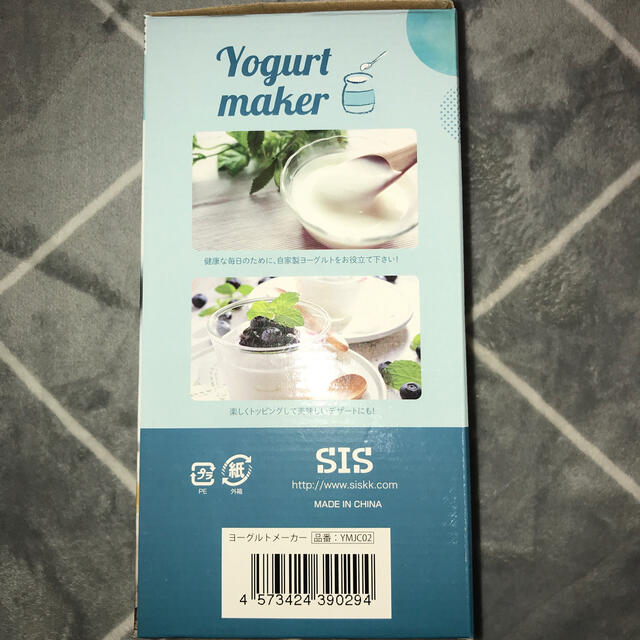 Yogurt
maker
健康な毎日のために、自家製ヨーグルトをお役立て下さい!
楽しくトッピングして美味しいデザートにも!
プラ
PE
紙
外箱
SIS
http://www.siskk.com
MADE IN CHINA
ヨーグルトメーカー 品番:YMJC02
4 573424 390294